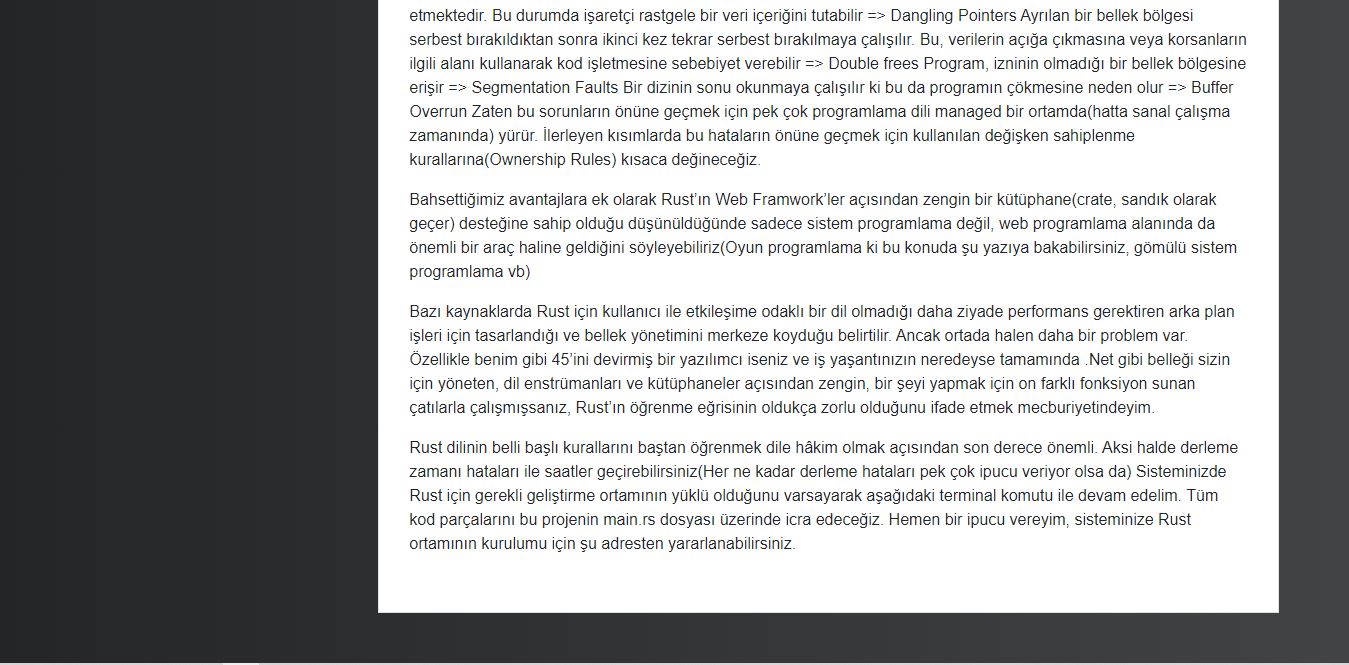 etmektedir. Bu durumda işaretçi rastgele bir veri içeriğini tutabilir => Dangling Pointers Ayrılan bir bellek bölgesi
serbest bırakıldıktan sonra ikinci kez tekrar serbest bırakılmaya çalışılır. Bu, verilerin açığa çıkmasına veya korsanların
ilgili alanı kullanarak kod işletmesine sebebiyet verebilir => Double frees Program, izninin olmadığı bir bellek bölgesine
erişir => Segmentation Faults Bir dizinin sonu okunmaya çalışılır ki bu da programın çökmesine neden olur => Buffer
Overrun Zaten bu sorunların önüne geçmek için pek çok programlama dili managed bir ortamda(hatta sanal çalışma
zamanında) yürür. İlerleyen kısımlarda bu hataların önüne geçmek için kullanılan değişken sahiplenme
kurallarına(Ownership Rules) kısaca değineceğiz.
Bahsettiğimiz avantajlara ek olarak Rust’ın Web Framwork’ler açısından zengin bir kütüphane(crate, sandık olarak
geçer) desteğine sahip olduğu düşünüldüğünde sadece sistem programlama değil, web programlama alanında da
önemli bir araç haline geldiğini söyleyebiliriz(Oyun programlama ki bu konuda şu yazıya bakabilirsiniz, gömülü sistem
programlama vb)
Bazı kaynaklarda Rust için kullanıcı ile etkileşime odaklı bir dil olmadığı daha ziyade performans gerektiren arka plan
işleri için tasarlandığı ve bellek yönetimini merkeze koyduğu belirtilir. Ancak ortada halen daha bir problem var.
Özellikle benim gibi 45’ini devirmiş bir yazılımcı iseniz ve iş yaşantınızın neredeyse tamamında .Net gibi belleği sizin
için yöneten, dil enstrümanları ve kütüphaneler açısından zengin, bir şeyi yapmak için on farklı fonksiyon sunan
çatılarla çalışmışsanız, Rust’ın öğrenme eğrisinin oldukça zorlu olduğunu ifade etmek mecburiyetindeyim.
Rust dilinin belli başlı kurallarını baştan öğrenmek dile hâkim olmak açısından son derece önemli. Aksi halde derleme
zamanı hataları ile saatler geçirebilirsiniz(Her ne kadar derleme hataları pek çok ipucu veriyor olsa da) Sisteminizde
Rust için gerekli geliştirme ortamının yüklü olduğunu varsayarak aşağıdaki terminal komutu ile devam edelim. Tüm
kod parçalarını bu projenin main.rs dosyası üzerinde icra edeceğiz. Hemen bir ipucu vereyim, sisteminize Rust
ortamının kurulumu için şu adresten yararlanabilirsiniz.